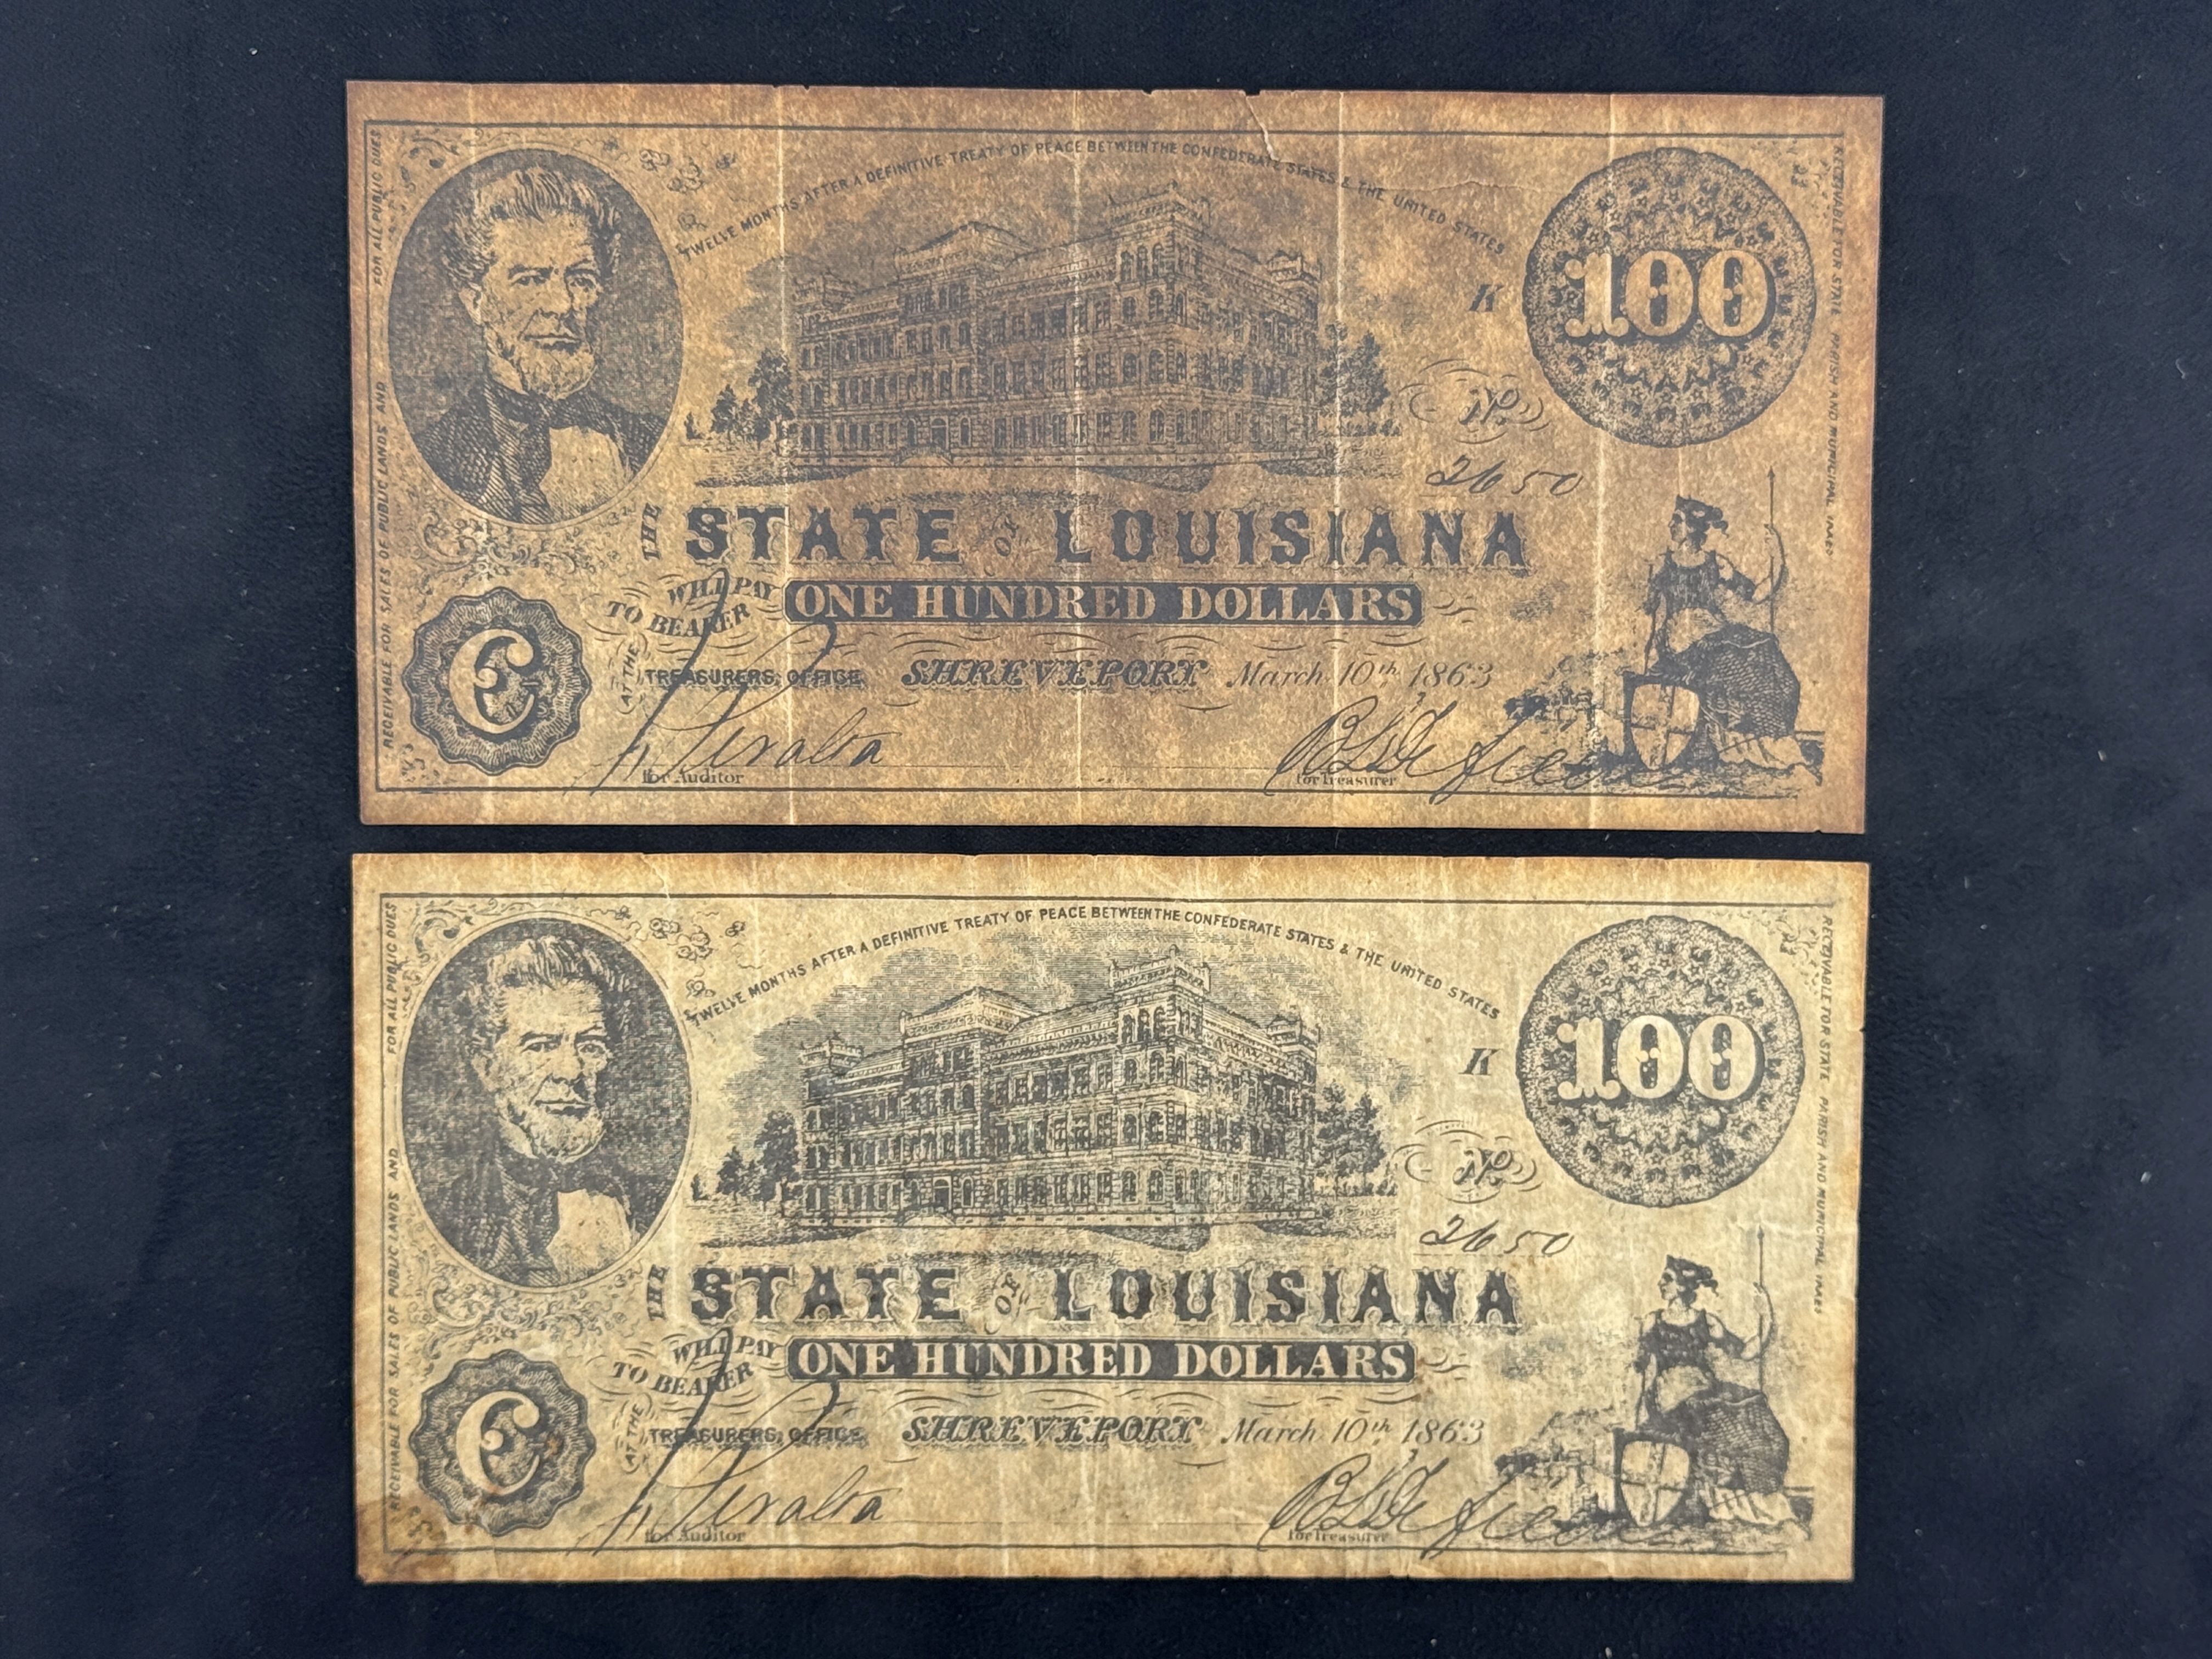 TWELVE MONTHS AFTER A DEFINITIVE TREATY OF PEACE BETWEEN THE CONFEDERATE STATES & THE UNITED STATES
RECEIVABLE FOR SALES OF PUBLIC LANDS AND FOR ALL PUBLIC DUES
RECEIVABLE FOR STATE PARISH AND MUNICIPAL TAXES
100
K
No
2650
THE STATE OF LOUISIANA
WILL PAY TO BEARER ONE HUNDRED DOLLARS
C
AT THE TREASURERS, OFFICE SHREVEPORT March 10th 1863
Peralta
for Auditor
for Treasurer
TWELVE MONTHS AFTER A DEFINITIVE TREATY OF PEACE BETWEEN THE CONFEDERATE STATES & THE UNITED STATES
RECEIVABLE FOR SALES OF PUBLIC LANDS AND FOR ALL PUBLIC DUES
RECEIVABLE FOR STATE PARISH AND MUNICIPAL TAXES
100
K
No
2650
THE STATE OF LOUISIANA
WILL PAY TO BEARER ONE HUNDRED DOLLARS
C
AT THE TREASURERS, OFFICE SHREVEPORT March 10th 1863
Peralta
for Auditor
for Treasurer